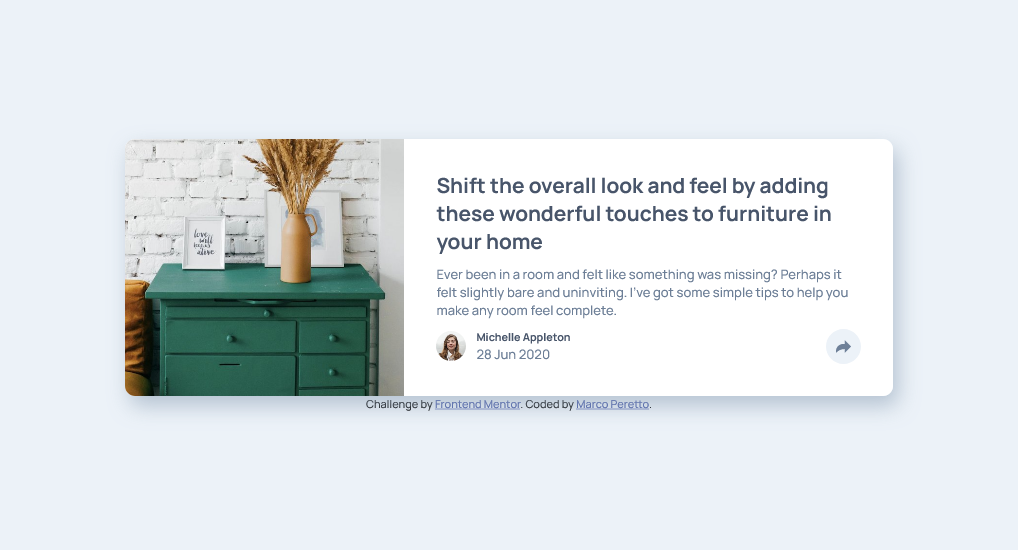 Shift the overall look and feel by adding
these wonderful touches to furniture in
your home
Ever been in a room and felt like something was missing? Perhaps it
felt slightly bare and uninviting. I've got some simple tips to help you
make any room feel complete.
Michelle Appleton
28 Jun 2020
love
well
Challenge by Frontend Mentor. Coded by Marco Peretto.